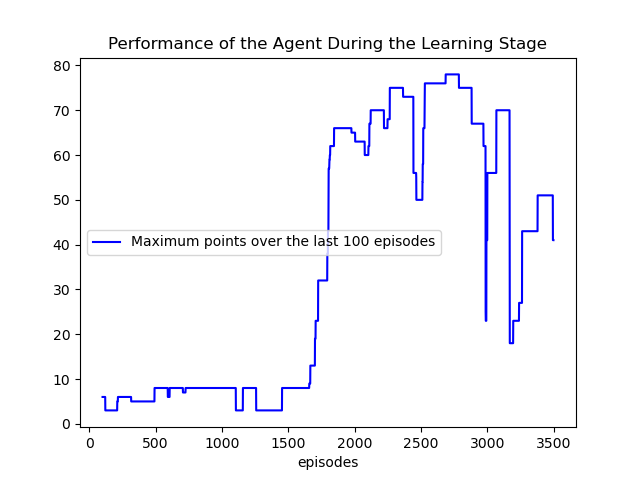 Performance of the Agent During the Learning Stage
80
70
60
50
40
30
20
10
0
Maximum points over the last 100 episodes
0 500 1000 1500 2000 2500 3000 3500
episodes